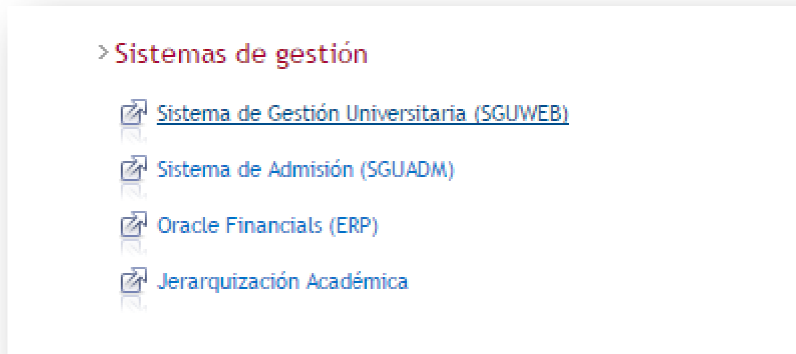 > Sistemas de gestión
Sistema de Gestión Universitaria (SGUWEB)
Sistema de Admisión (SGUADM)
Oracle Financials (ERP)
Jerarquización Académica